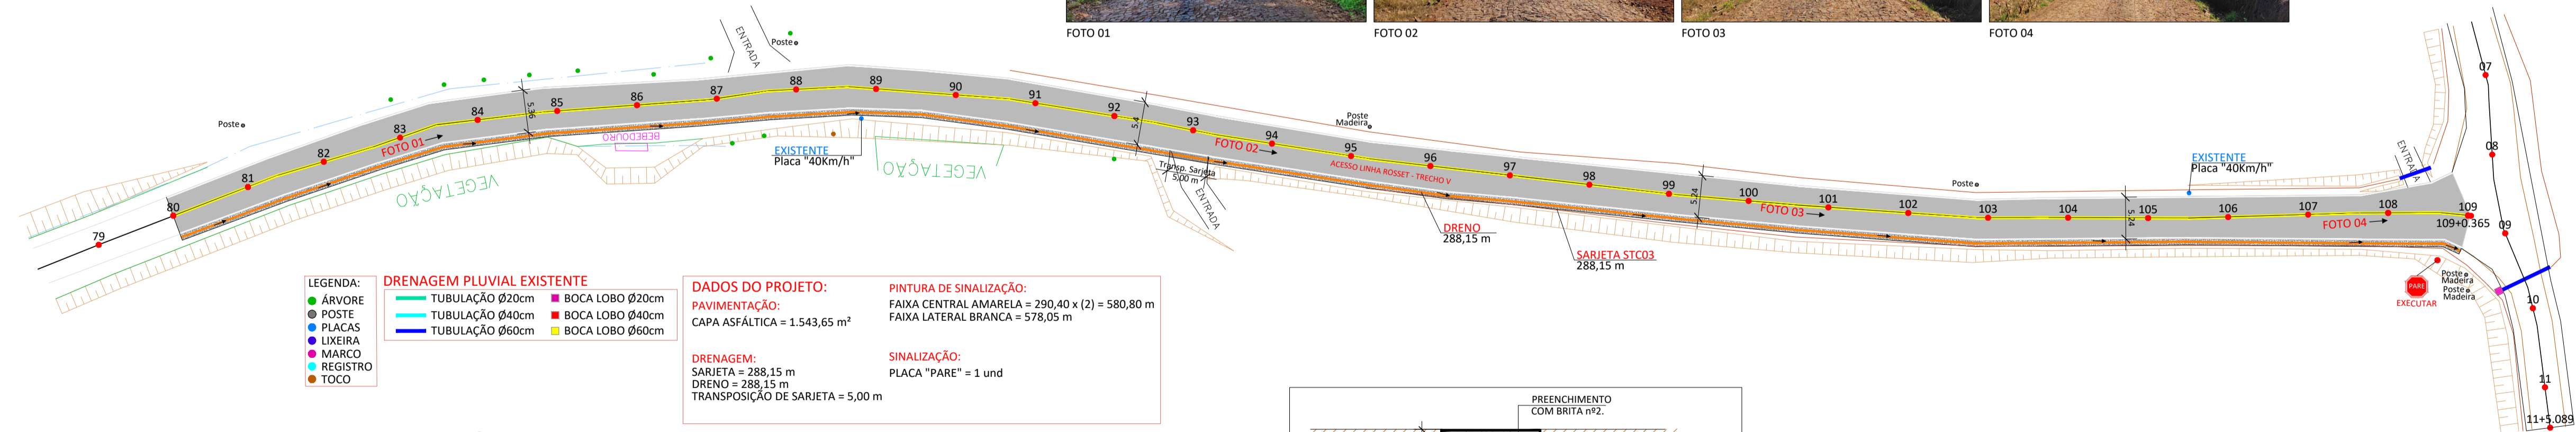 FOTO 01
FOTO 02
FOTO 03
FOTO 04
ENTRADA
Poste
Poste
79
80
81
82
83
84
85
86
87
88
89
90
91
92
93
94
95
96
97
98
99
100
101
102
103
104
105
106
107
108
109
109+0.365
07
08
09
10
11
11+5.089
5.36
5.4
5.24
5.24
FOTO 01
FOTO 02
FOTO 03
FOTO 04
ACESSO LINHA ROSSET - TRECHO V
BEBEDOURO
VEGETAÇÃO
VEGETAÇÃO
EXISTENTE
Placa "40Km/h"
Transp. Sarjeta
5,00 m
ENTRADA
Poste
Madeira
DRENO
288,15 m
SARJETA STC03
288,15 m
Poste
EXISTENTE
Placa "40Km/h"
ENTRADA
PARE
EXECUTAR
Poste
Madeira
Poste
Madeira
LEGENDA:
ÁRVORE
POSTE
PLACAS
LIXEIRA
MARCO
REGISTRO
TOCO
DRENAGEM PLUVIAL EXISTENTE
TUBULAÇÃO Ø20cm
BOCA LOBO Ø20cm
TUBULAÇÃO Ø40cm
BOCA LOBO Ø40cm
TUBULAÇÃO Ø60cm
BOCA LOBO Ø60cm
DADOS DO PROJETO:
PAVIMENTAÇÃO:
CAPA ASFÁLTICA = 1.543,65 m²
DRENAGEM:
SARJETA = 288,15 m
DRENO = 288,15 m
TRANSPOSIÇÃO DE SARJETA = 5,00 m
PINTURA DE SINALIZAÇÃO:
FAIXA CENTRAL AMARELA = 290,40 x (2) = 580,80 m
FAIXA LATERAL BRANCA = 578,05 m
SINALIZAÇÃO:
PLACA "PARE" = 1 und
PREENCHIMENTO
COM BRITA nº2.